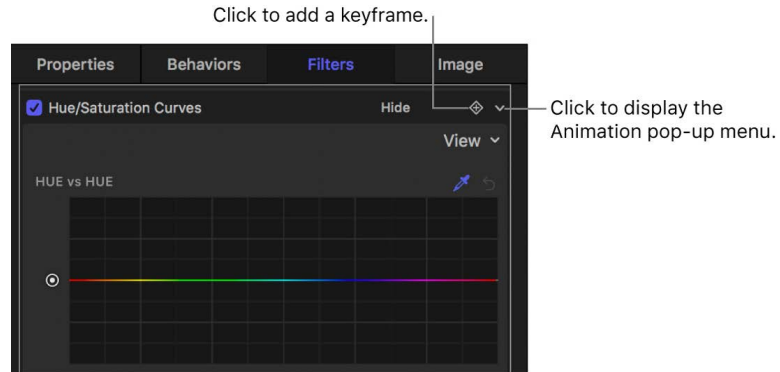 Click to add a keyframe.
Properties Behaviors Filters Image
Hue/Saturation Curves Hide
Click to display the
Animation pop-up menu.
View
HUE vs HUE